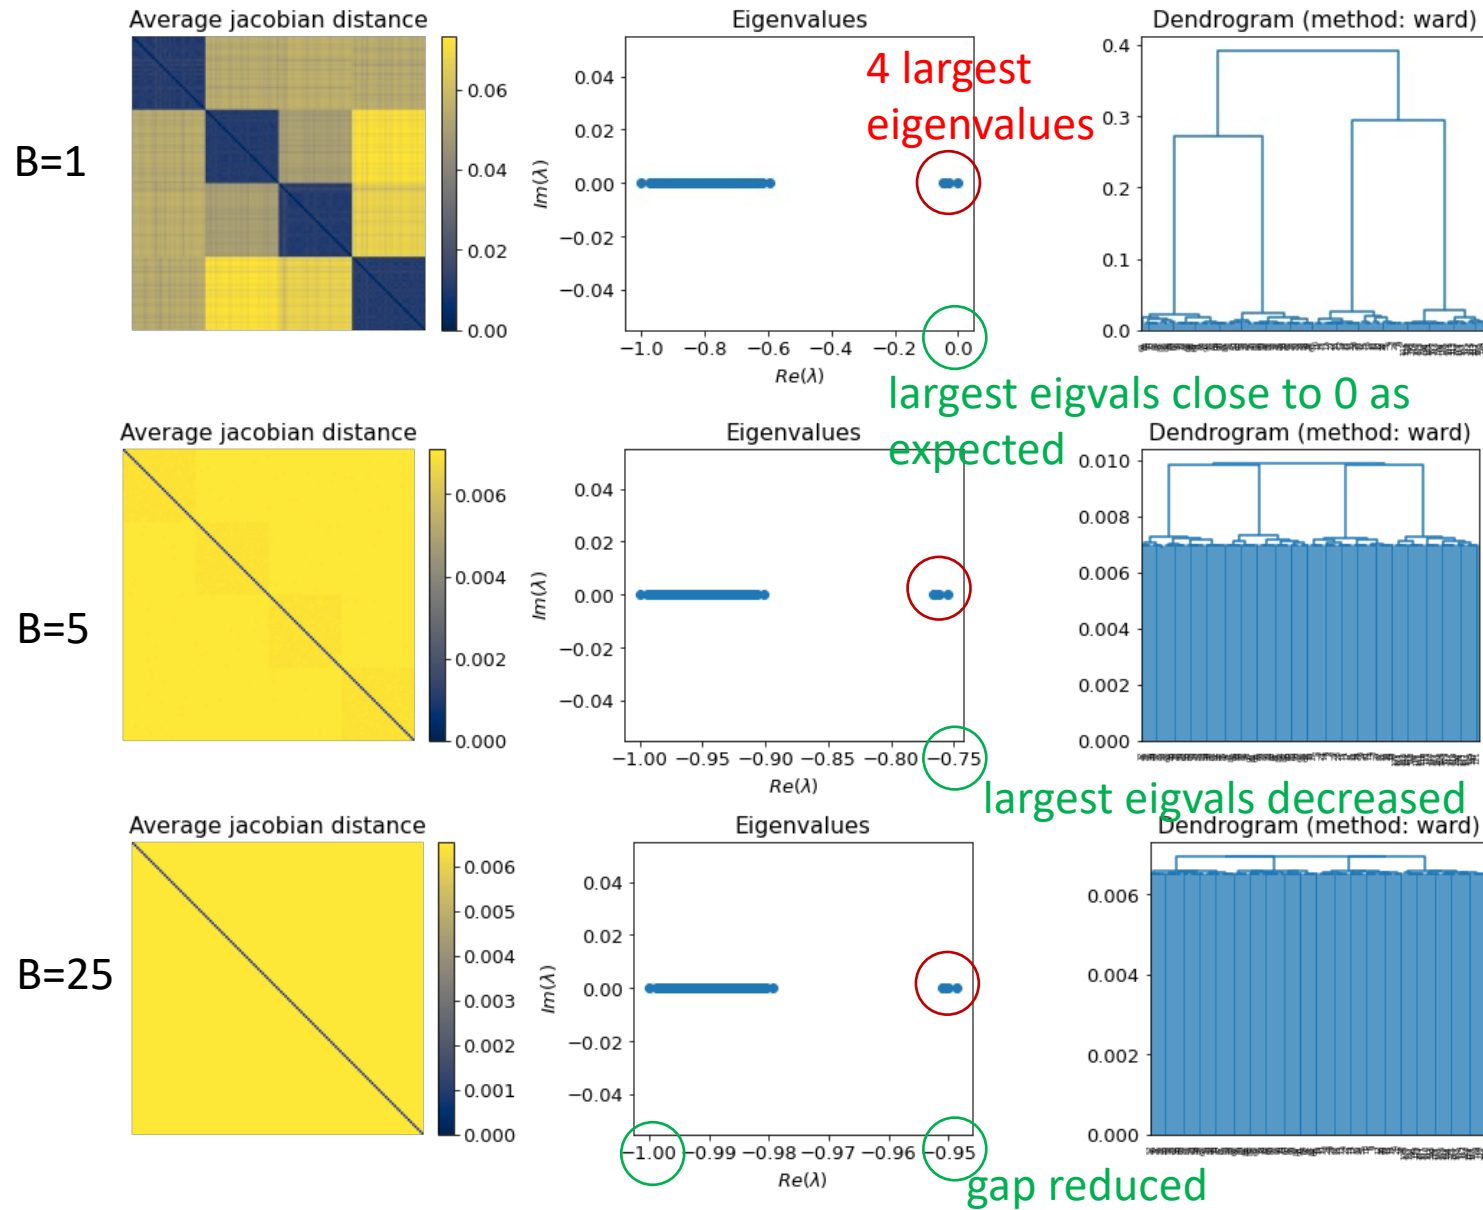 Average jacobian distance
Eigenvalues
Dendrogram (method: ward)
B=1
0.06
0.04
0.02
0.00
4 largest
eigenvalues
0.04
0.02
0.00
−0.02
−0.04
Im(λ)
−1.0 −0.8 −0.6 −0.4 −0.2 0.0
Re(λ)
0.4
0.3
0.2
0.1
0.0
largest eigvals close to 0 as
expected
Average jacobian distance
Eigenvalues
Dendrogram (method: ward)
B=5
0.006
0.004
0.002
0.000
0.04
0.02
0.00
−0.02
−0.04
Im(λ)
−1.00 −0.95 −0.90 −0.85 −0.80 −0.75
Re(λ)
0.010
0.008
0.006
0.004
0.002
0.000
largest eigvals decreased
Average jacobian distance
Eigenvalues
Dendrogram (method: ward)
B=25
0.006
0.005
0.004
0.003
0.002
0.001
0.000
0.04
0.02
0.00
−0.02
−0.04
Im(λ)
−1.00 −0.99 −0.98 −0.97 −0.96 −0.95
Re(λ)
0.006
0.004
0.002
0.000
gap reduced